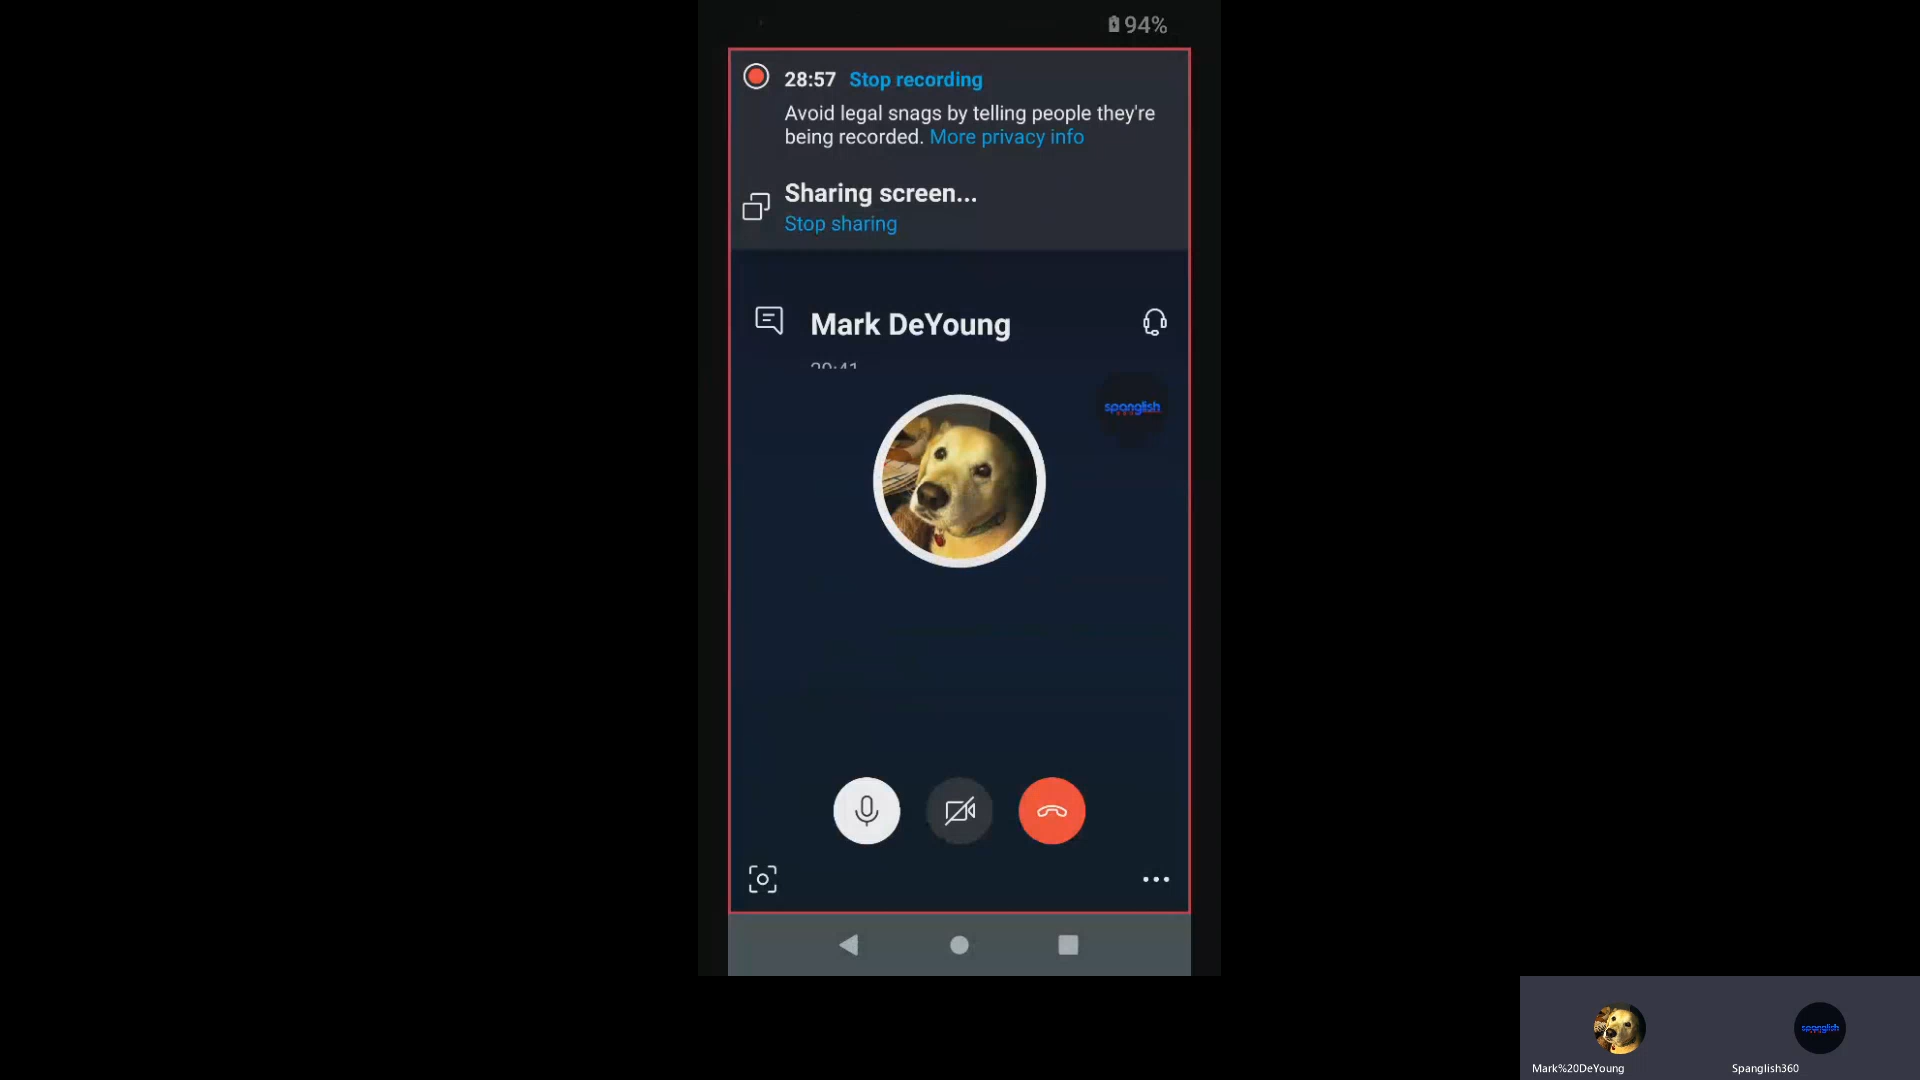 94%
28:57 Stop recording
Avoid legal snags by telling people they're
being recorded. More privacy info
Sharing screen...
Stop sharing
Mark DeYoung
spanglish
Mark%20DeYoung
spanglish
Spanglish360